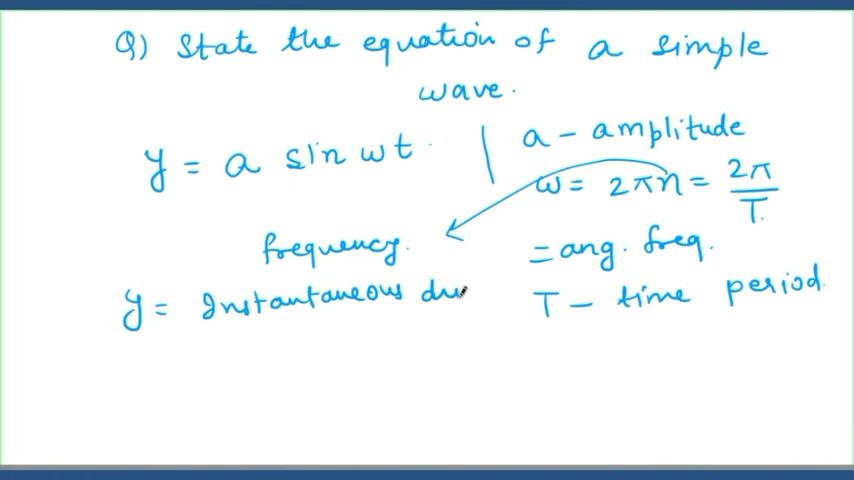 Q) State the equation of a simple
wave.
y = a sin ωt. | a - amplitude
ω = 2πn = 2π/T.
frequency. = ang. freq.
y = Instantaneous T - time period.